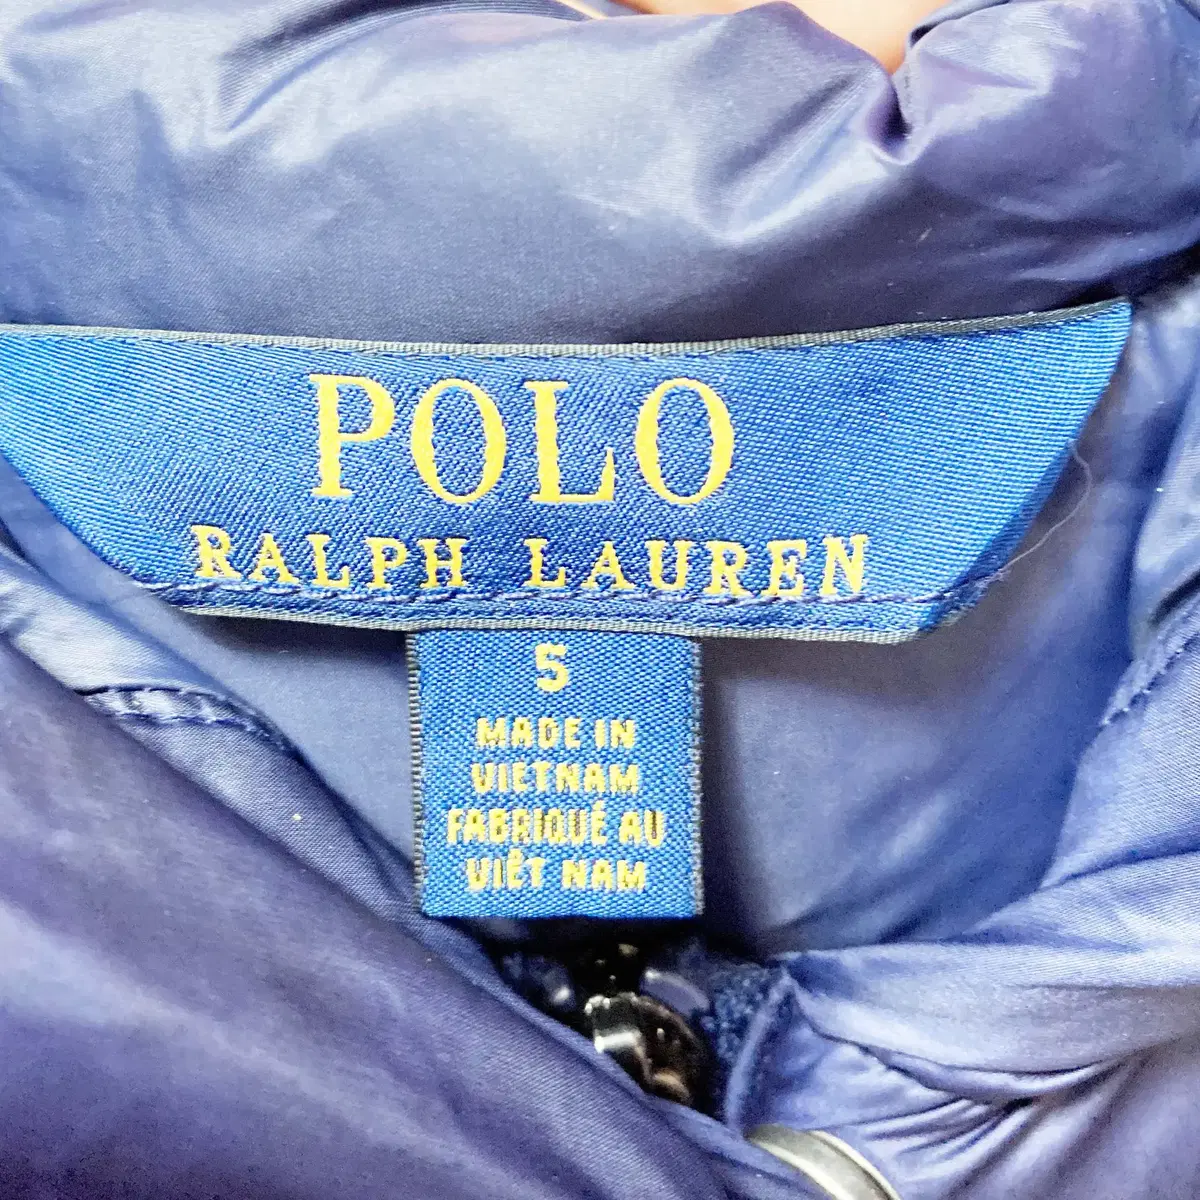 POLO
RALPH LAUREN
5
MADE IN
VIETNAM
FABRIQUÉ AU
VIÊT NAM